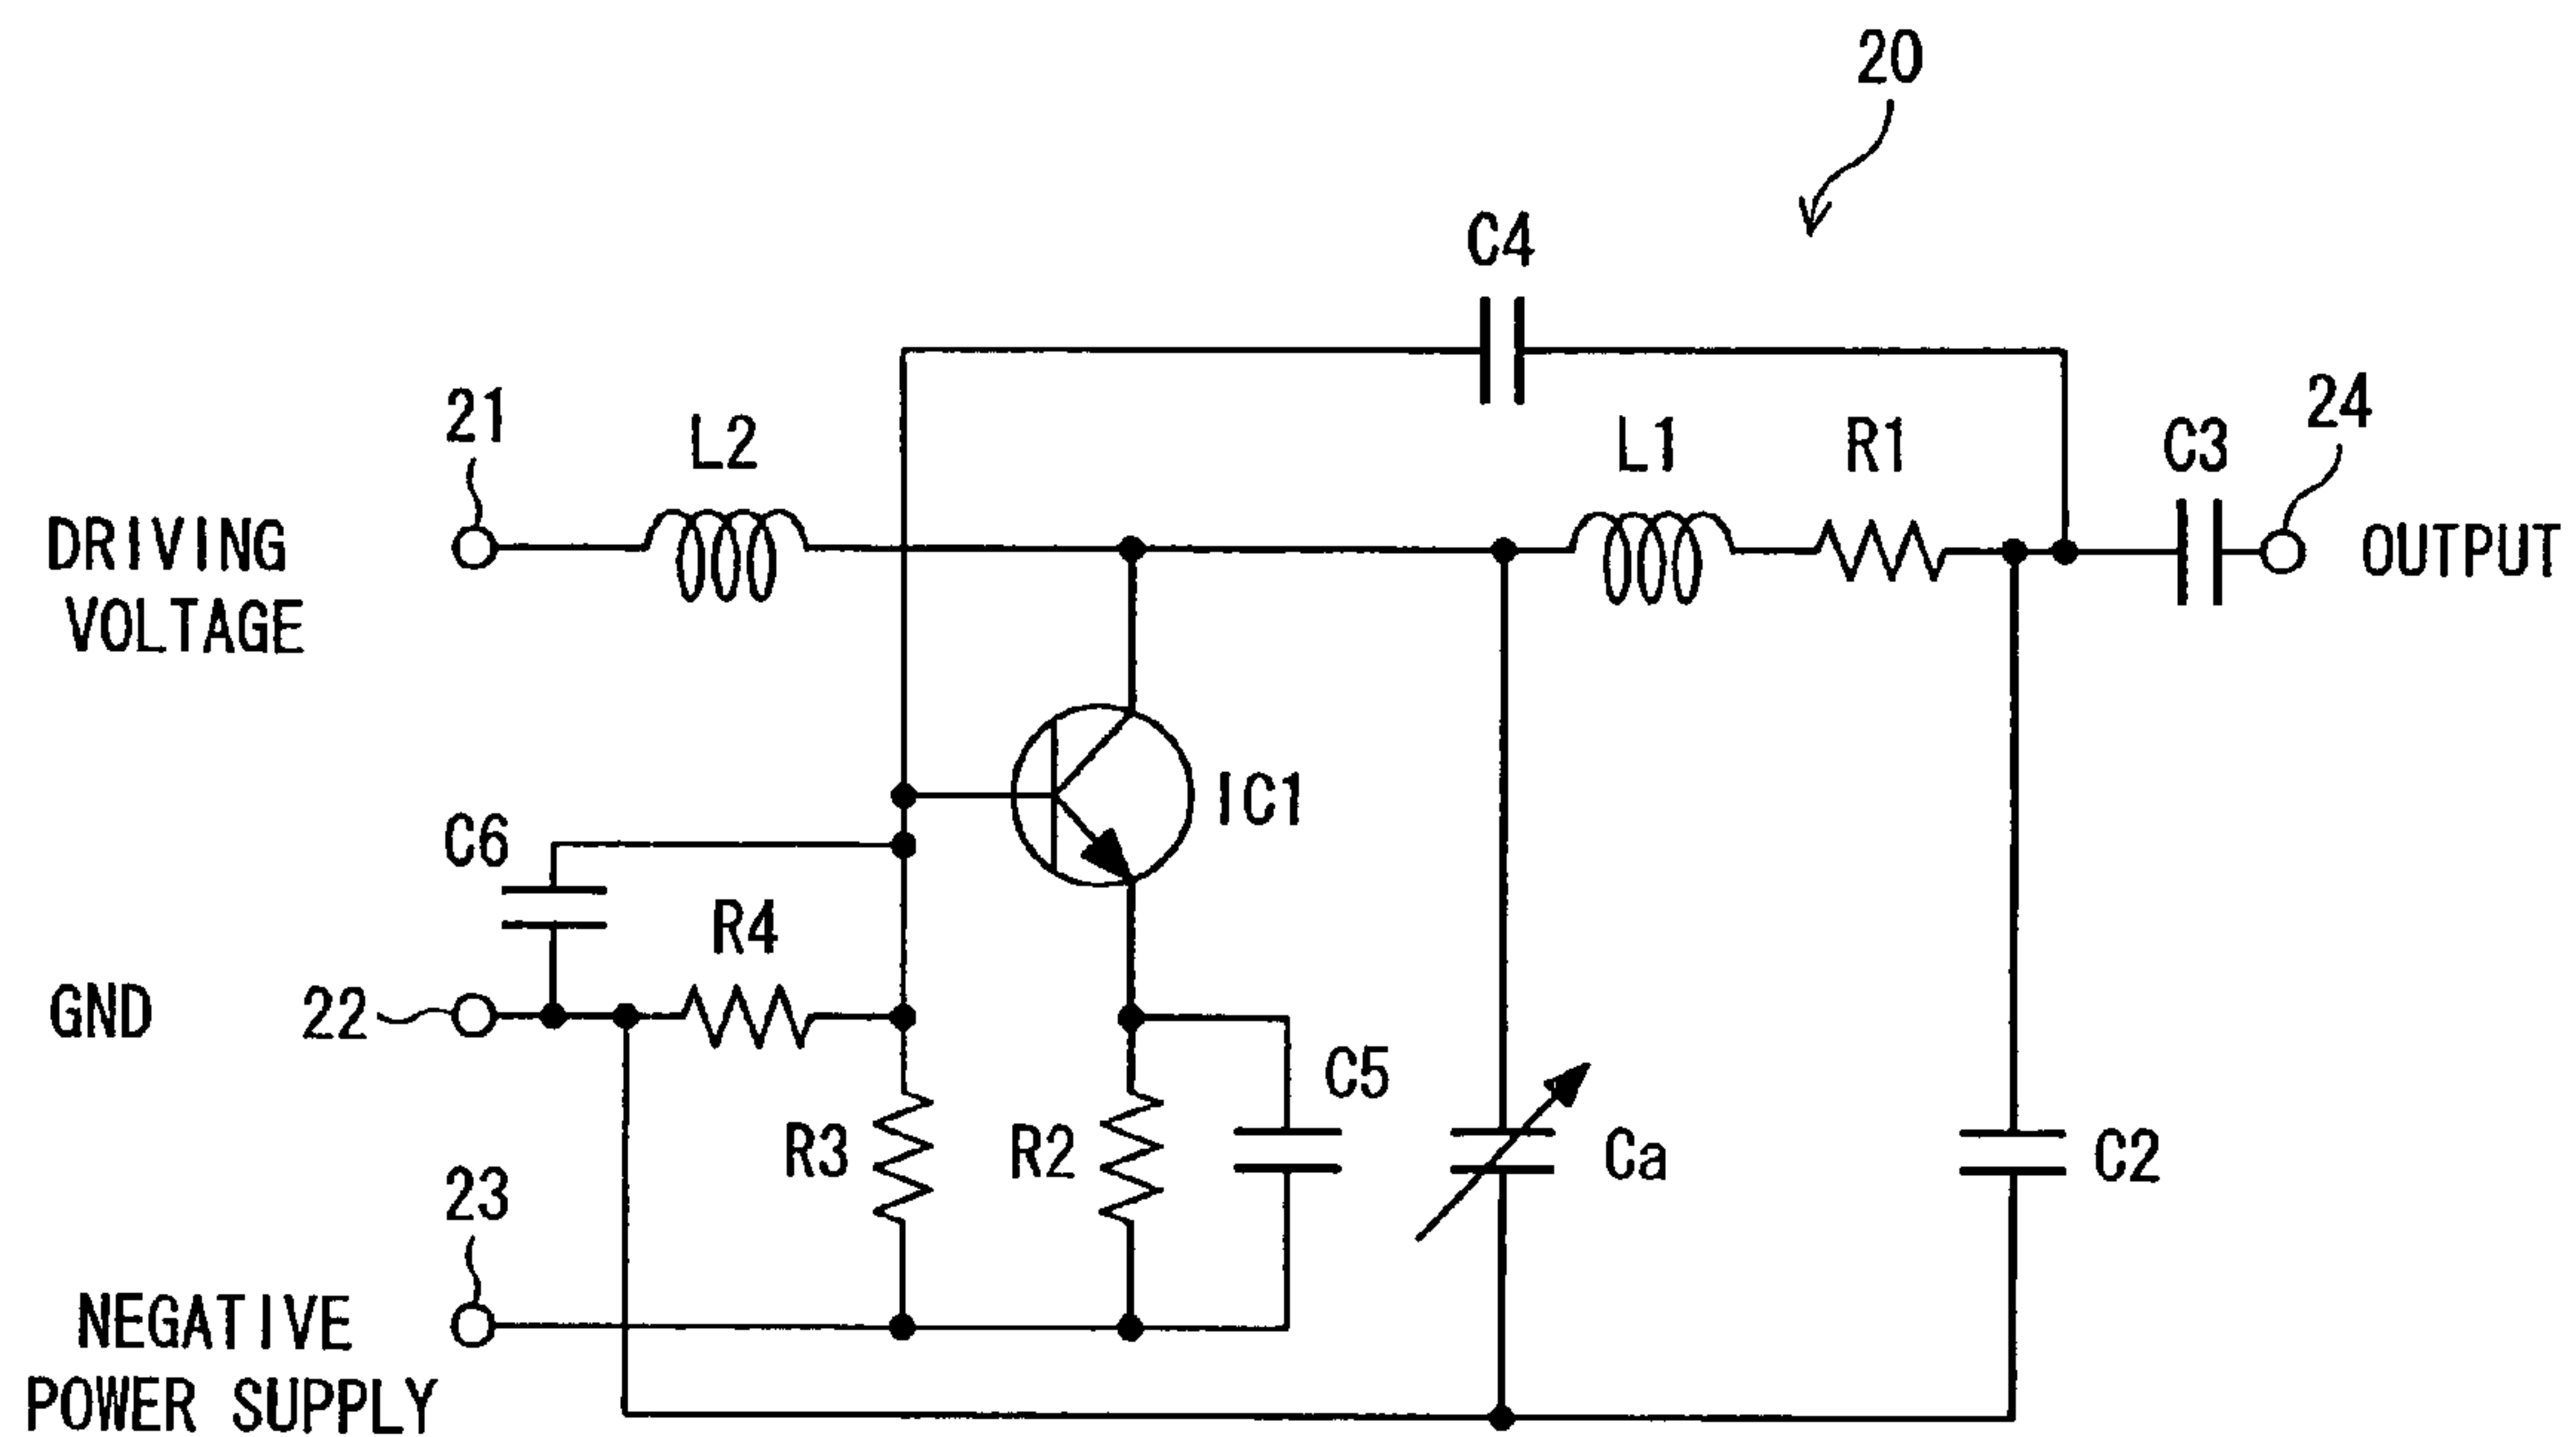 20
C4
21
L2
L1
R1
C3
24
DRIVING
VOLTAGE
OUTPUT
IC1
C6
R4
GND
22
C5
R3
R2
Ca
C2
23
NEGATIVE
POWER SUPPLY